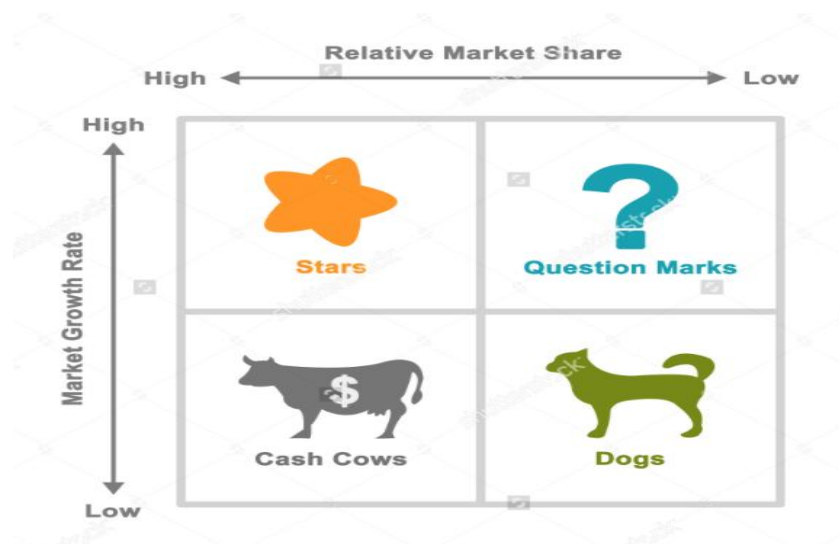 Relative Market Share
High
Low
High
Market Growth Rate
Low
Stars
Question Marks
$
Cash Cows
Dogs